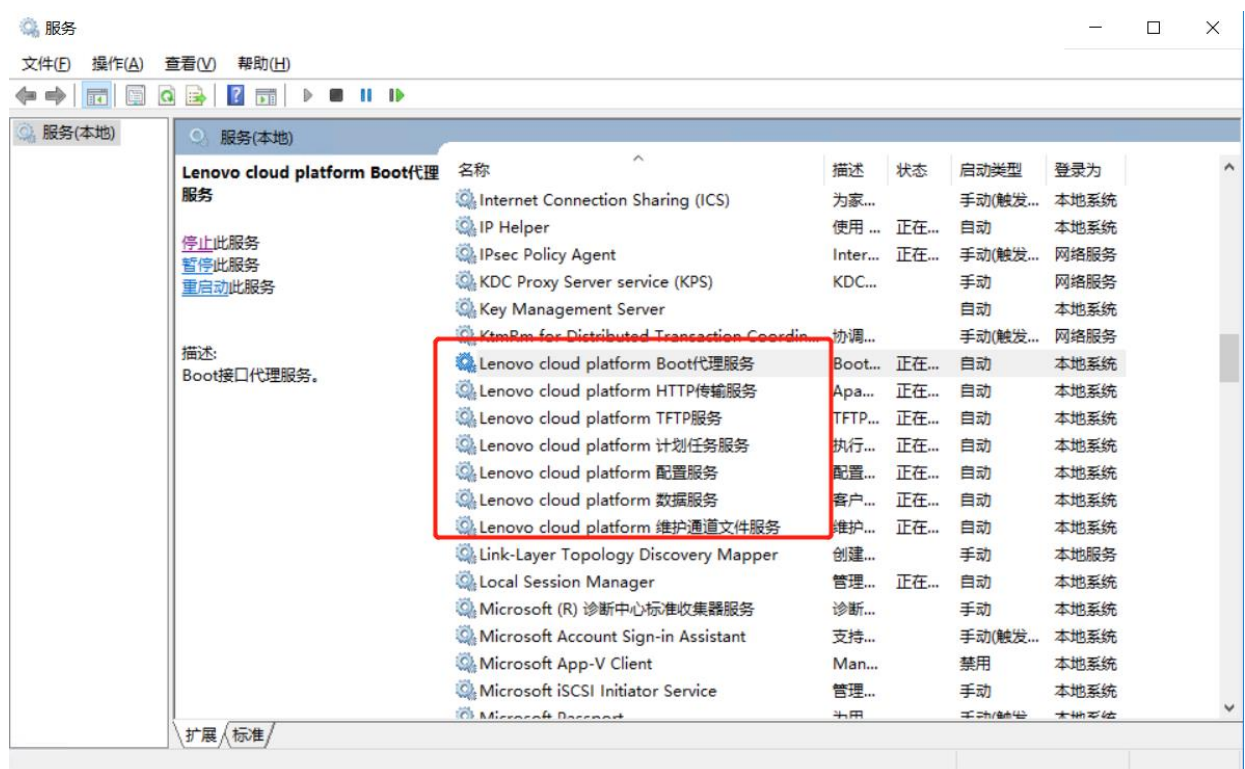 服务
文件(F) 操作(A) 查看(V) 帮助(H)
服务(本地)
服务(本地)
Lenovo cloud platform Boot代理服务
停止此服务
暂停此服务
重启动此服务
描述:
Boot接口代理服务。
名称 描述 状态 启动类型 登录为
Internet Connection Sharing (ICS) 为家... 手动(触发... 本地系统
IP Helper 使用 ... 正在... 自动 本地系统
IPsec Policy Agent Inter... 正在... 手动(触发... 网络服务
KDC Proxy Server service (KPS) KDC... 手动 网络服务
Key Management Server 自动 本地系统
KtmRm for Distributed Transaction Coordin... 协调... 手动(触发... 网络服务
Lenovo cloud platform Boot代理服务 Boot... 正在... 自动 本地系统
Lenovo cloud platform HTTP传输服务 Apa... 正在... 自动 本地系统
Lenovo cloud platform TFTP服务 TFTP... 正在... 自动 本地系统
Lenovo cloud platform 计划任务服务 执行... 正在... 自动 本地系统
Lenovo cloud platform 配置服务 配置... 正在... 自动 本地系统
Lenovo cloud platform 数据服务 客户... 正在... 自动 本地系统
Lenovo cloud platform 维护通道文件服务 维护... 正在... 自动 本地系统
Link-Layer Topology Discovery Mapper 创建... 手动 本地服务
Local Session Manager 管理... 正在... 自动 本地系统
Microsoft (R) 诊断中心标准收集器服务 诊断... 手动 本地系统
Microsoft Account Sign-in Assistant 支持... 手动(触发... 本地系统
Microsoft App-V Client Man... 禁用 本地系统
Microsoft iSCSI Initiator Service 管理... 手动 本地系统
Microsoft Passport 为用 手动(触发 本地系统
扩展 标准